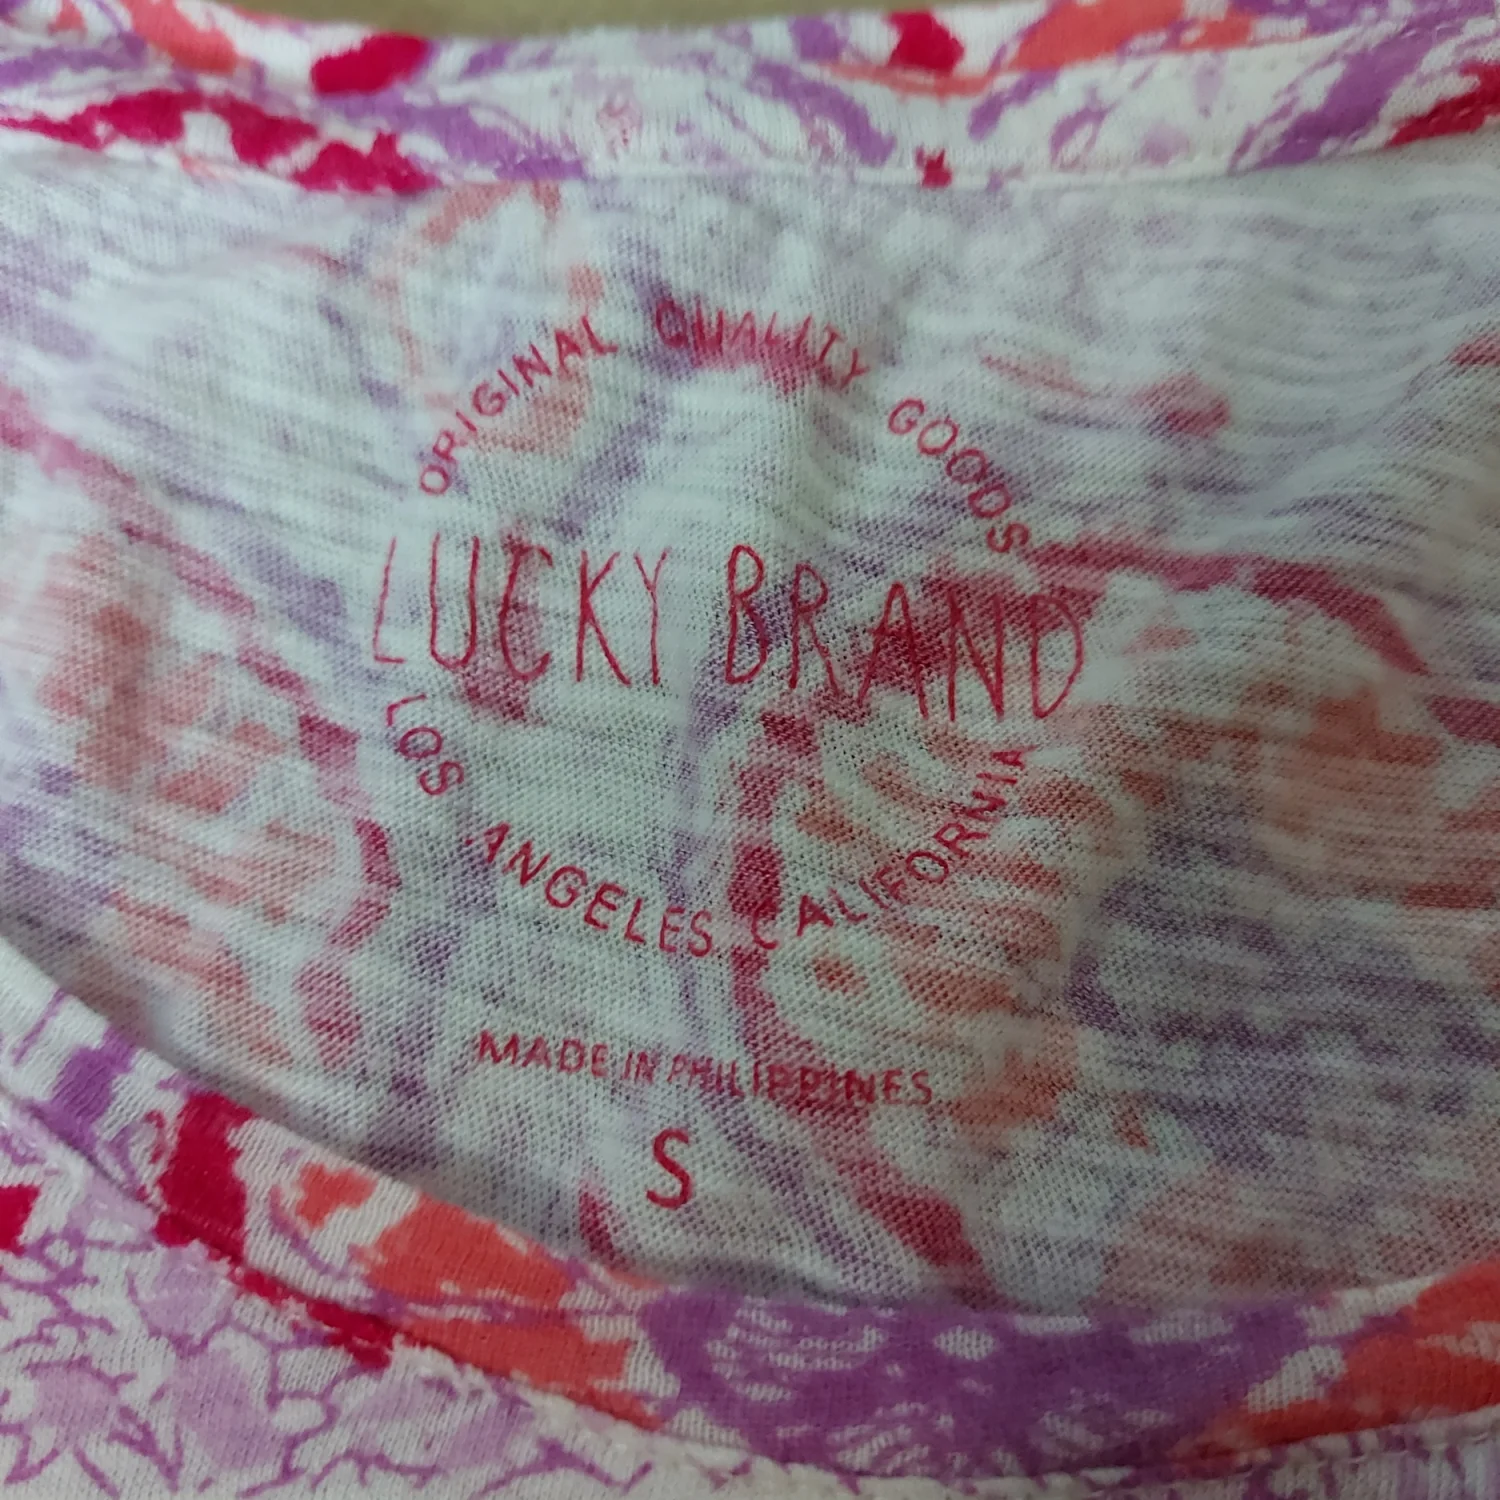 ORIGINAL QUALITY GOODS
LUCKY BRAND
LOS ANGELES CALIFORNIA
MADE IN PHILIPPINES
S